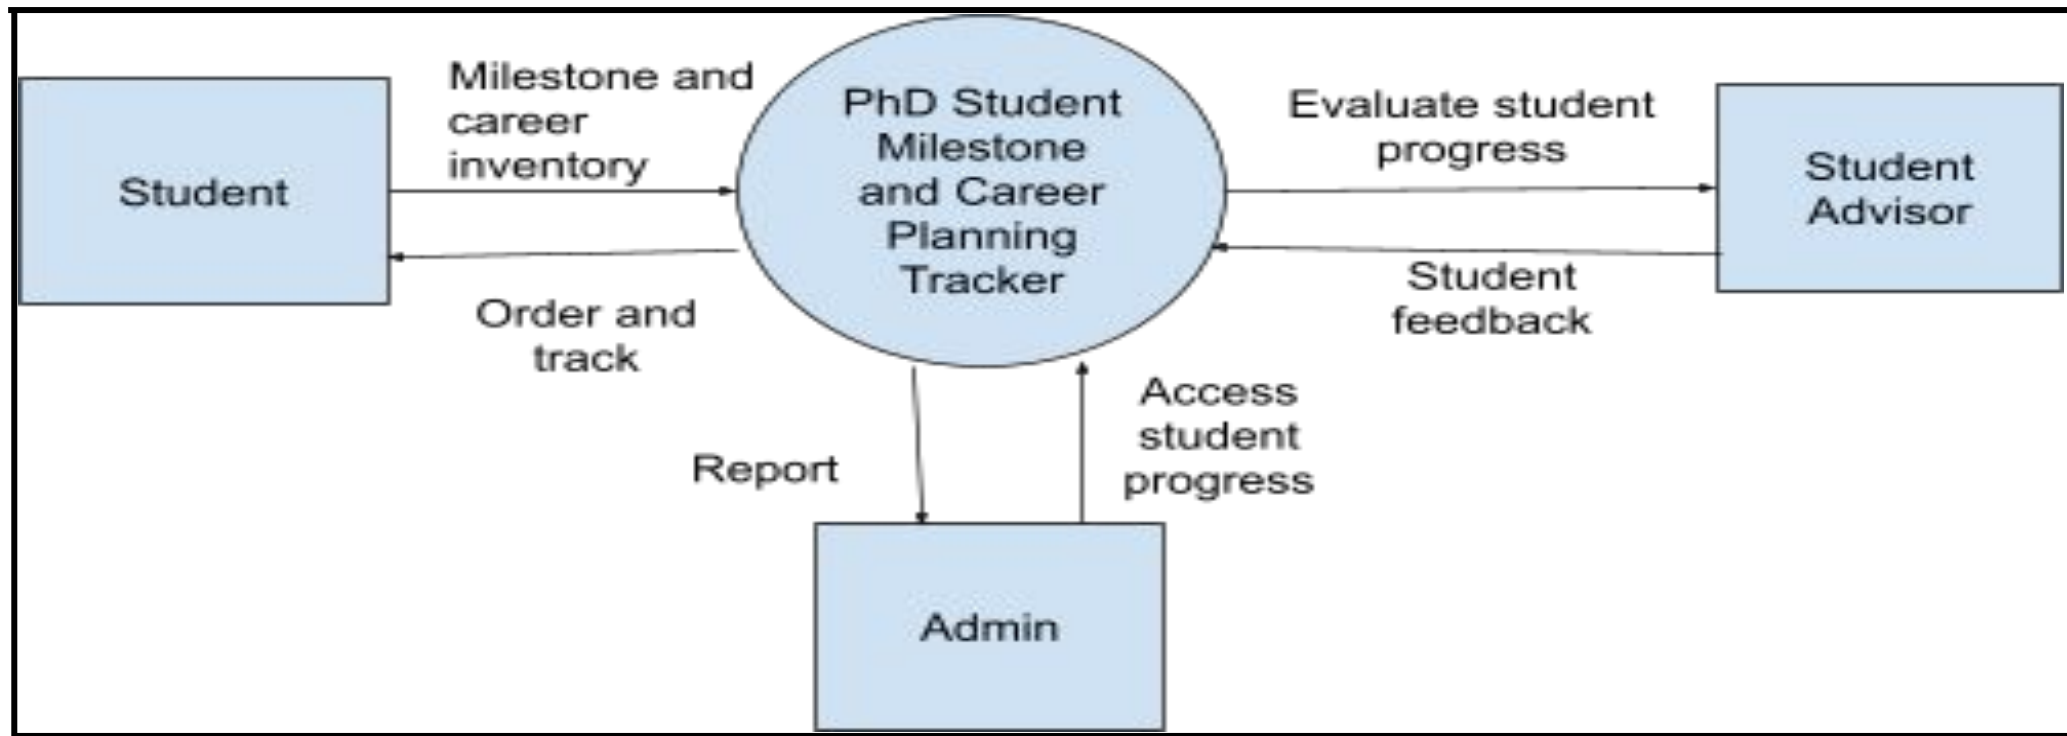 Student
Milestone and
career
inventory
Order and
track
PhD Student
Milestone
and Career
Planning
Tracker
Evaluate student
progress
Student
feedback
Student
Advisor
Report
Access
student
progress
Admin